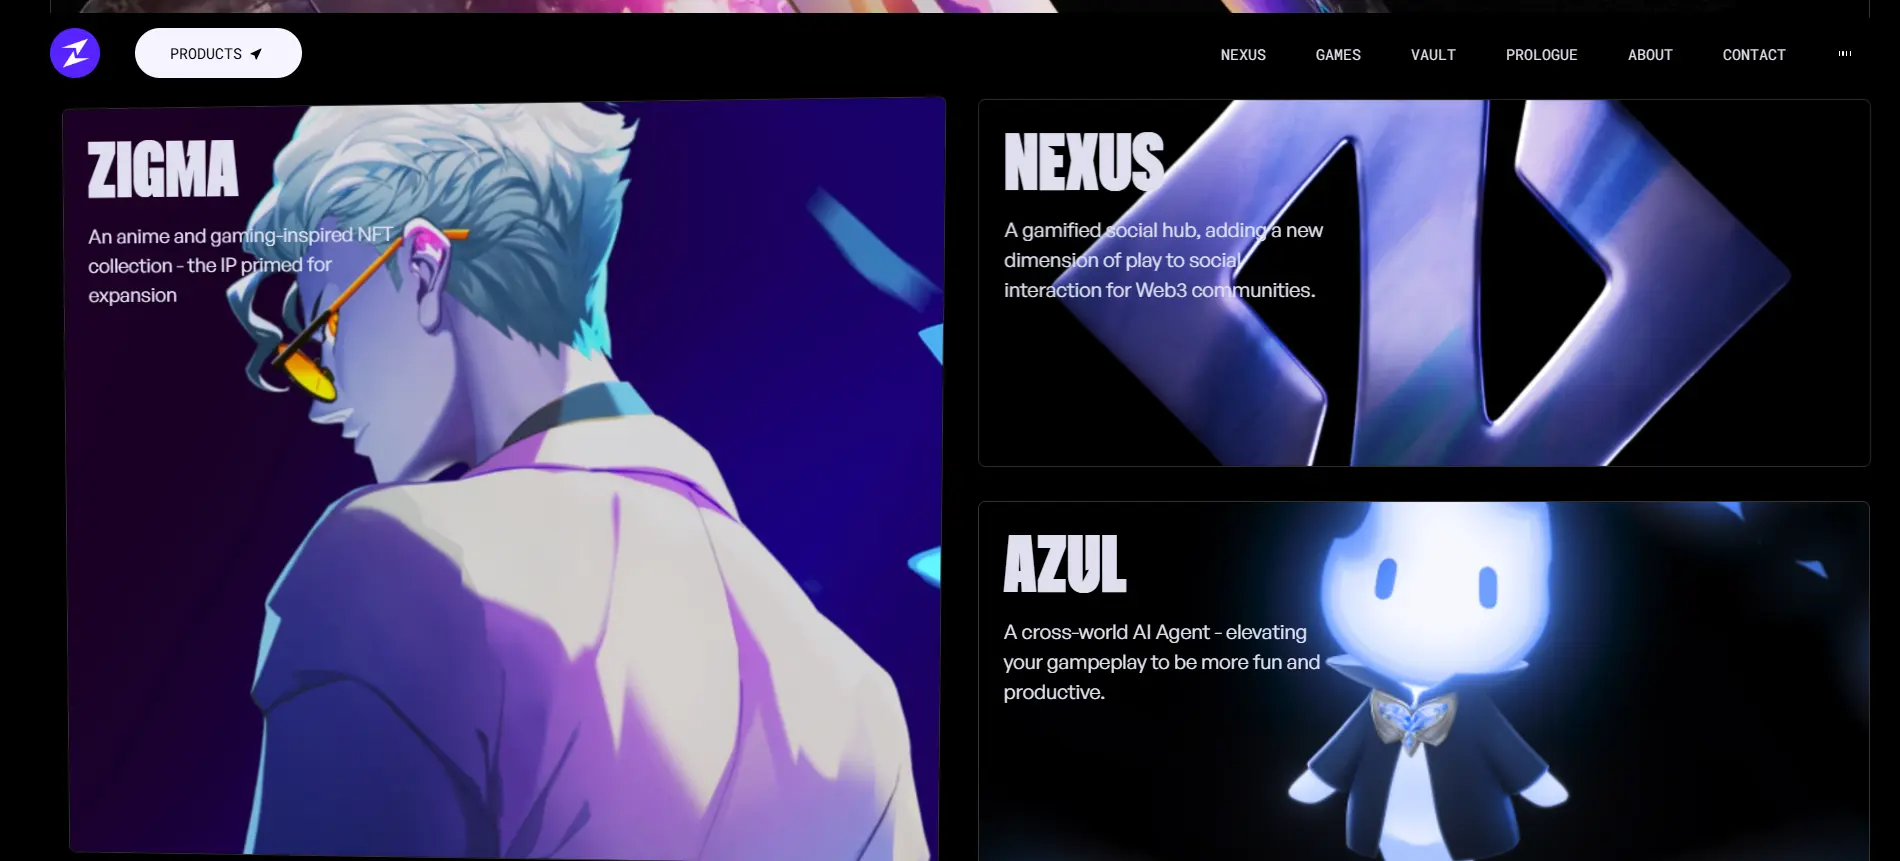 PRODUCTS
NEXUS
GAMES
VAULT
PROLOGUE
ABOUT
CONTACT
ZIGMA
An anime and gaming-inspired NFT
collection - the IP primed for
expansion
NEXUS
A gamified social hub, adding a new
dimension of play to social
interaction for Web3 communities.
AZUL
A cross-world AI Agent - elevating
your gampeplay to be more fun and
productive.